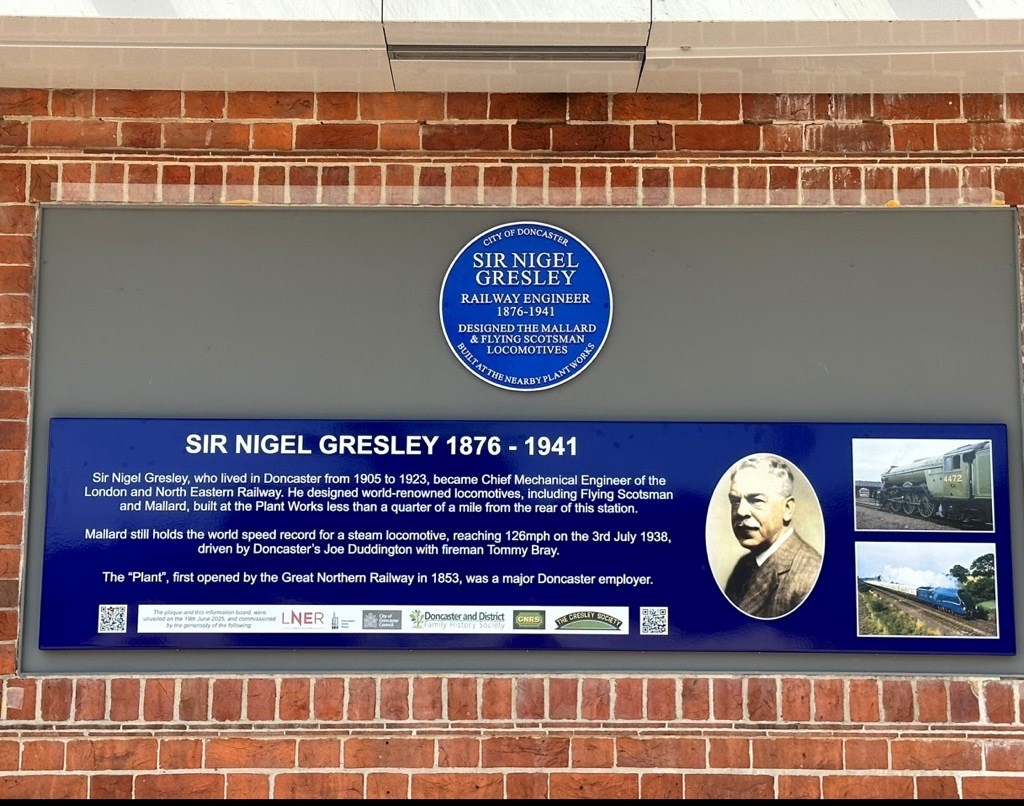 CITY OF DONCASTER
SIR NIGEL
GRESLEY
RAILWAY ENGINEER
1876-1941
DESIGNED THE MALLARD
& FLYING SCOTSMAN
LOCOMOTIVES
BUILT AT THE NEARBY PLANT WORKS
SIR NIGEL GRESLEY 1876 - 1941
Sir Nigel Gresley, who lived in Doncaster from 1905 to 1923, became Chief Mechanical Engineer of the
London and North Eastern Railway. He designed world-renowned locomotives, including Flying Scotsman
and Mallard, built at the Plant Works less than a quarter of a mile from the rear of this station.
Mallard still holds the world speed record for a steam locomotive, reaching 126mph on the 3rd July 1938,
driven by Doncaster's Joe Duddington with fireman Tommy Bray.
The “Plant”, first opened by the Great Northern Railway in 1853, was a major Doncaster employer.
4472
The plaque and this information board, were
unveiled on the 19th June 2025, and commissioned
by the generosity of the following
LNER
City of
Doncaster
Council
Doncaster and District
Family History Society
GNRS
THE GRESLEY SOCIETY